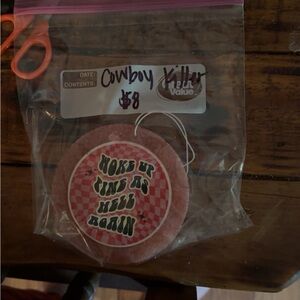 DATE:
CONTENTS:
Cowboy Killer
$8
Value
WOKE UP
FINE AS
HELL
AGAIN